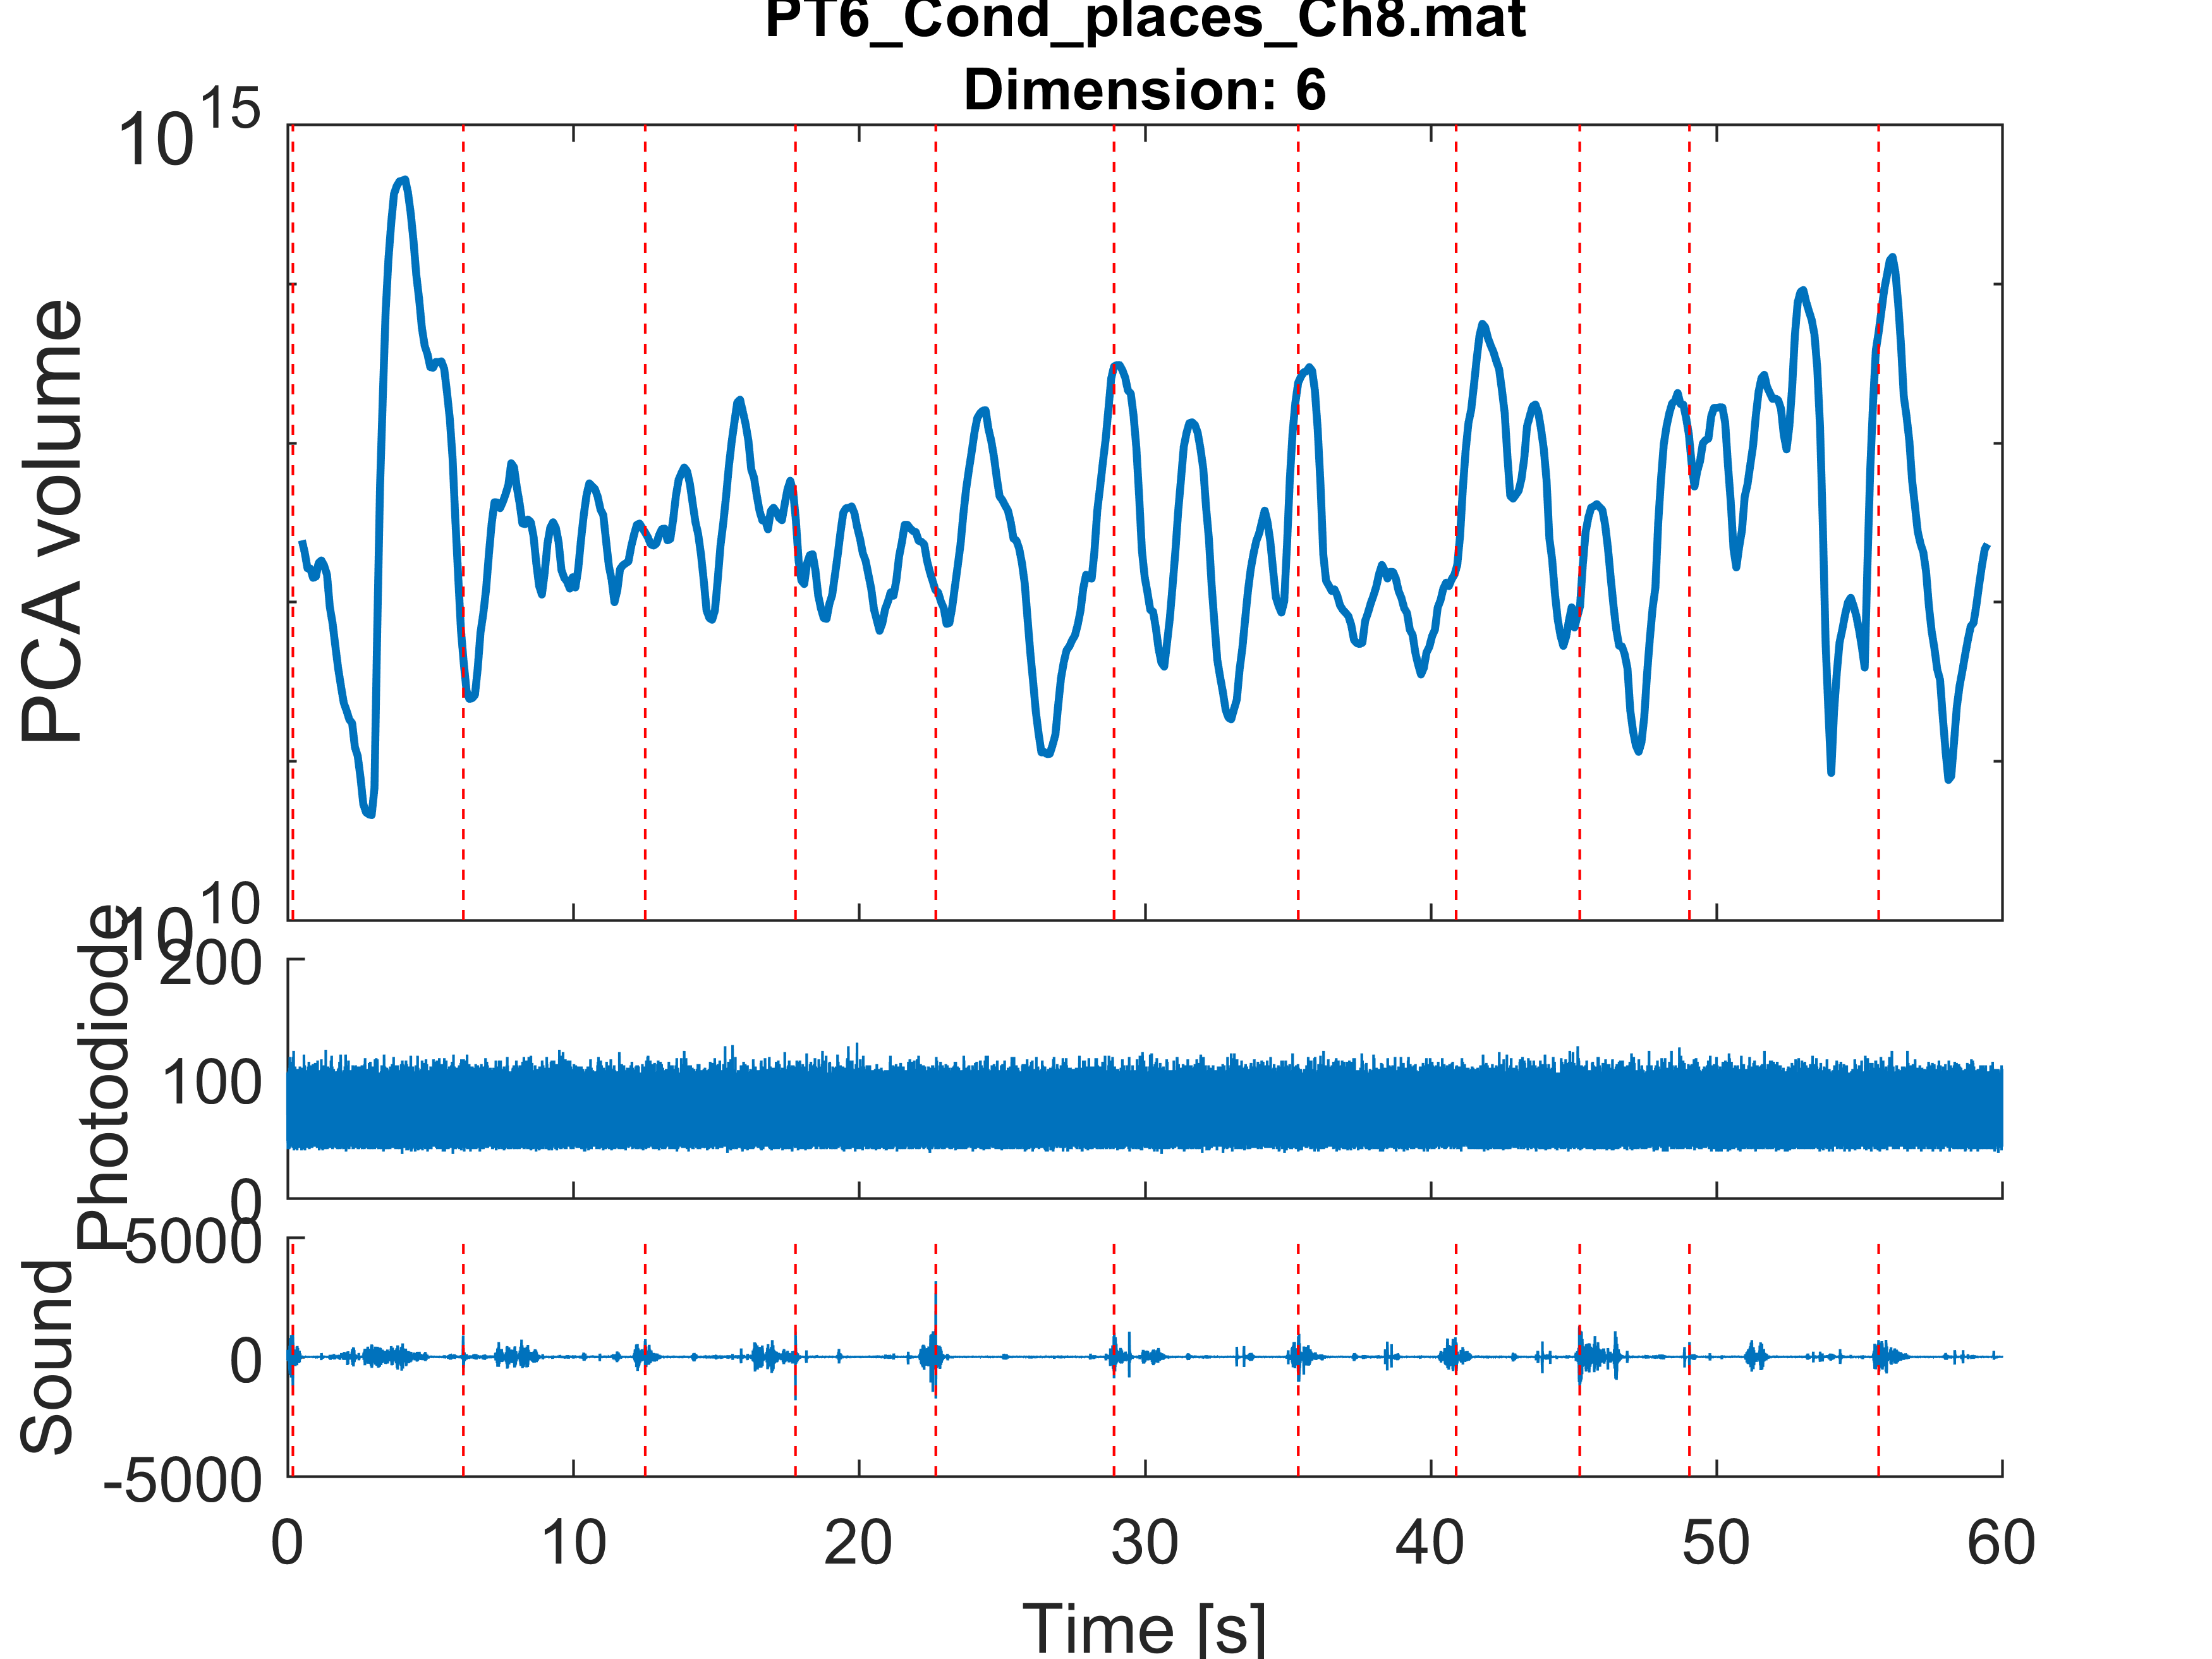 PT6_Cond_places_Ch8.mat
Dimension: 6
10^15
PCA volume
10^10
200
Photodiode
100
0
5000
Sound
0
-5000
0 10 20 30 40 50 60
Time [s]